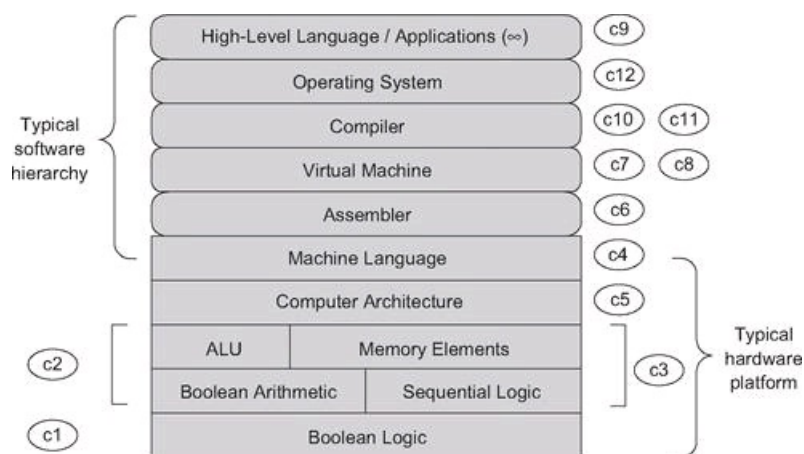 High-Level Language / Applications (∞)
c9
Operating System
c12
Typical
software
hierarchy
Compiler
c10
c11
Virtual Machine
c7
c8
Assembler
c6
Machine Language
c4
Computer Architecture
c5
c2
ALU
Memory Elements
c3
Typical
hardware
platform
Boolean Arithmetic
Sequential Logic
c1
Boolean Logic